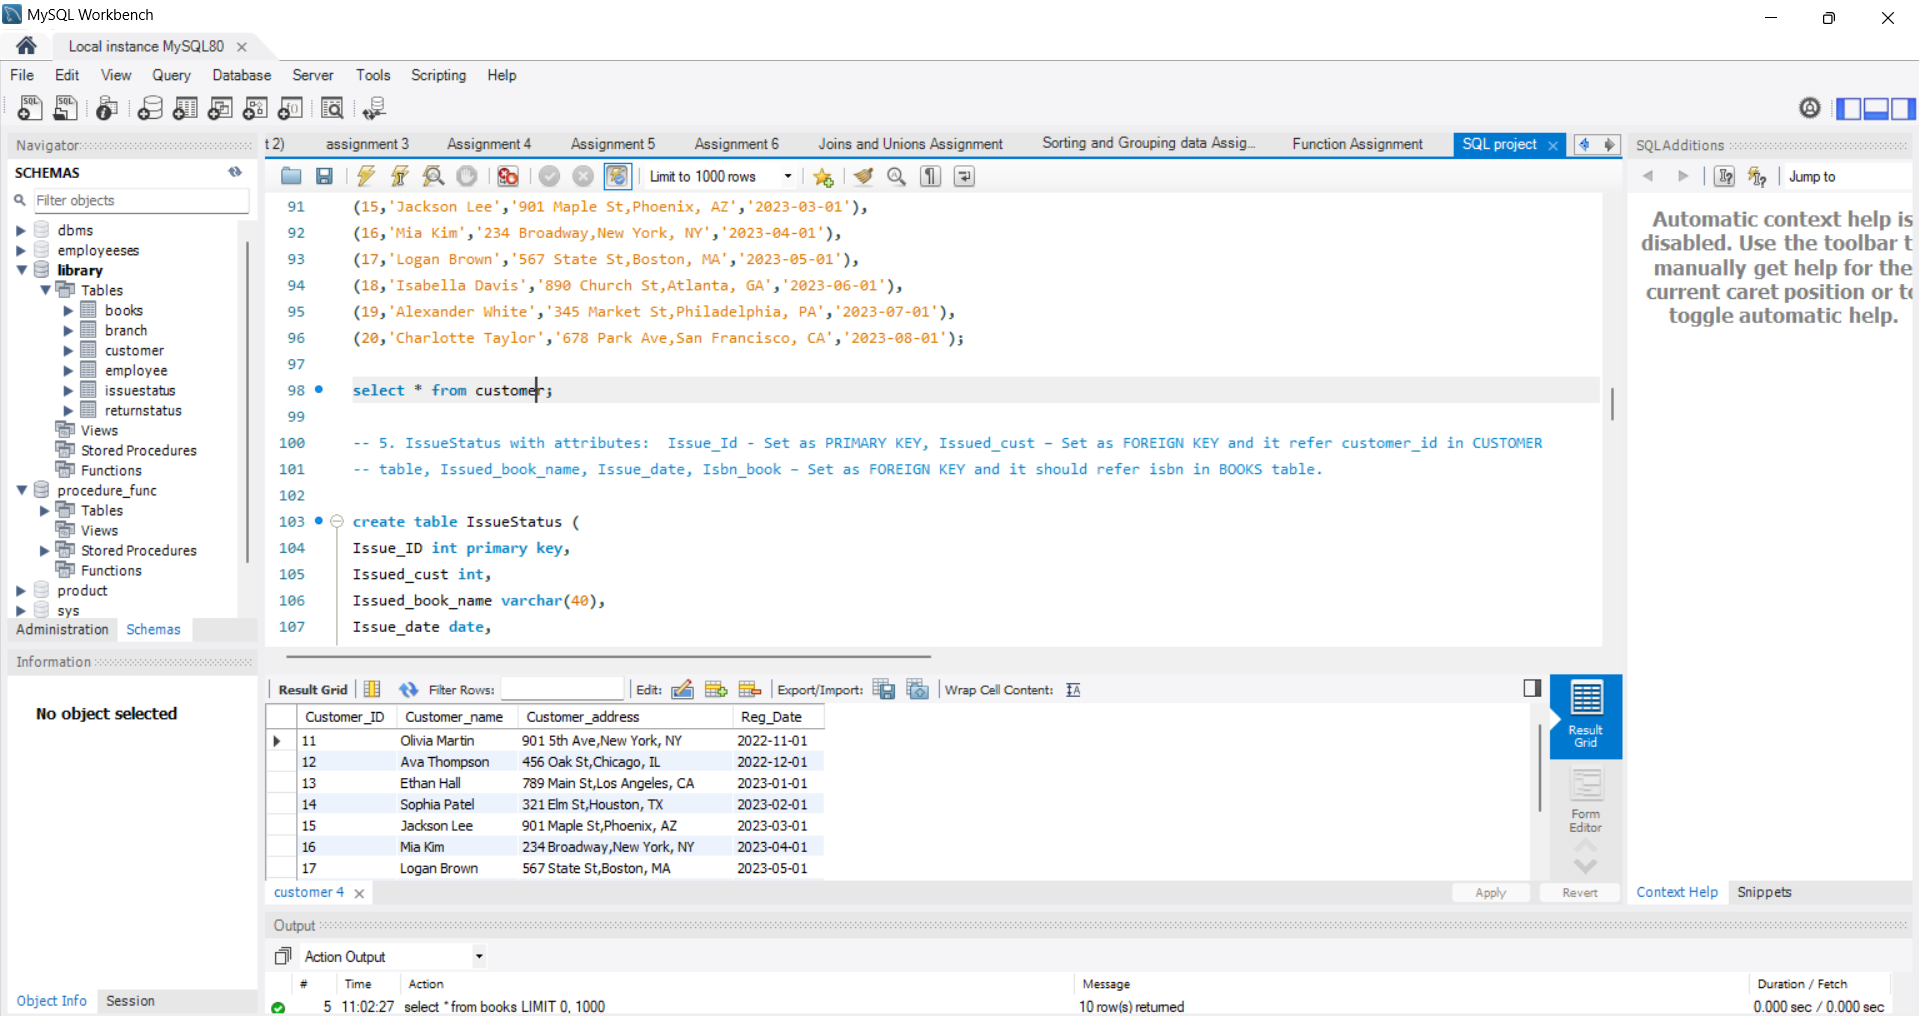 MySQL Workbench
Local instance MySQL80
File Edit View Query Database Server Tools Scripting Help
Navigator
SCHEMAS
Filter objects
dbms
employeeses
library
Tables
books
branch
customer
employee
issuestatus
returnstatus
Views
Stored Procedures
Functions
procedure_func
Tables
Views
Stored Procedures
Functions
product
sys
Administration Schemas
Information
No object selected
Object Info Session
t 2) assignment 3 Assignment 4 Assignment 5 Assignment 6 Joins and Unions Assignment Sorting and Grouping data Assig... Function Assignment SQL project
Limit to 1000 rows
91 (15,'Jackson Lee','901 Maple St,Phoenix, AZ','2023-03-01'),
92 (16,'Mia Kim','234 Broadway,New York, NY','2023-04-01'),
93 (17,'Logan Brown','567 State St,Boston, MA','2023-05-01'),
94 (18,'Isabella Davis','890 Church St,Atlanta, GA','2023-06-01'),
95 (19,'Alexander White','345 Market St,Philadelphia, PA','2023-07-01'),
96 (20,'Charlotte Taylor','678 Park Ave,San Francisco, CA','2023-08-01');
97
98 select * from customer;
99
100 -- 5. IssueStatus with attributes:  Issue_Id - Set as PRIMARY KEY, Issued_cust – Set as FOREIGN KEY and it refer customer_id in CUSTOMER
101 -- table, Issued_book_name, Issue_date, Isbn_book – Set as FOREIGN KEY and it should refer isbn in BOOKS table.
102
103 create table IssueStatus (
104 Issue_ID int primary key,
105 Issued_cust int,
106 Issued_book_name varchar(40),
107 Issue_date date,
Result Grid Filter Rows: Edit: Export/Import: Wrap Cell Content: IA
Customer_ID Customer_name Customer_address Reg_Date
11 Olivia Martin 901 5th Ave,New York, NY 2022-11-01
12 Ava Thompson 456 Oak St,Chicago, IL 2022-12-01
13 Ethan Hall 789 Main St,Los Angeles, CA 2023-01-01
14 Sophia Patel 321 Elm St,Houston, TX 2023-02-01
15 Jackson Lee 901 Maple St,Phoenix, AZ 2023-03-01
16 Mia Kim 234 Broadway,New York, NY 2023-04-01
17 Logan Brown 567 State St,Boston, MA 2023-05-01
Result
Grid
Form
Editor
customer 4
Apply Revert
SQLAdditions
Jump to
Automatic context help is
disabled. Use the toolbar t
manually get help for the
current caret position or to
toggle automatic help.
Context Help Snippets
Output
Action Output
# Time Action Message Duration / Fetch
5 11:02:27 select * from books LIMIT 0, 1000 10 row(s) returned 0.000 sec / 0.000 sec